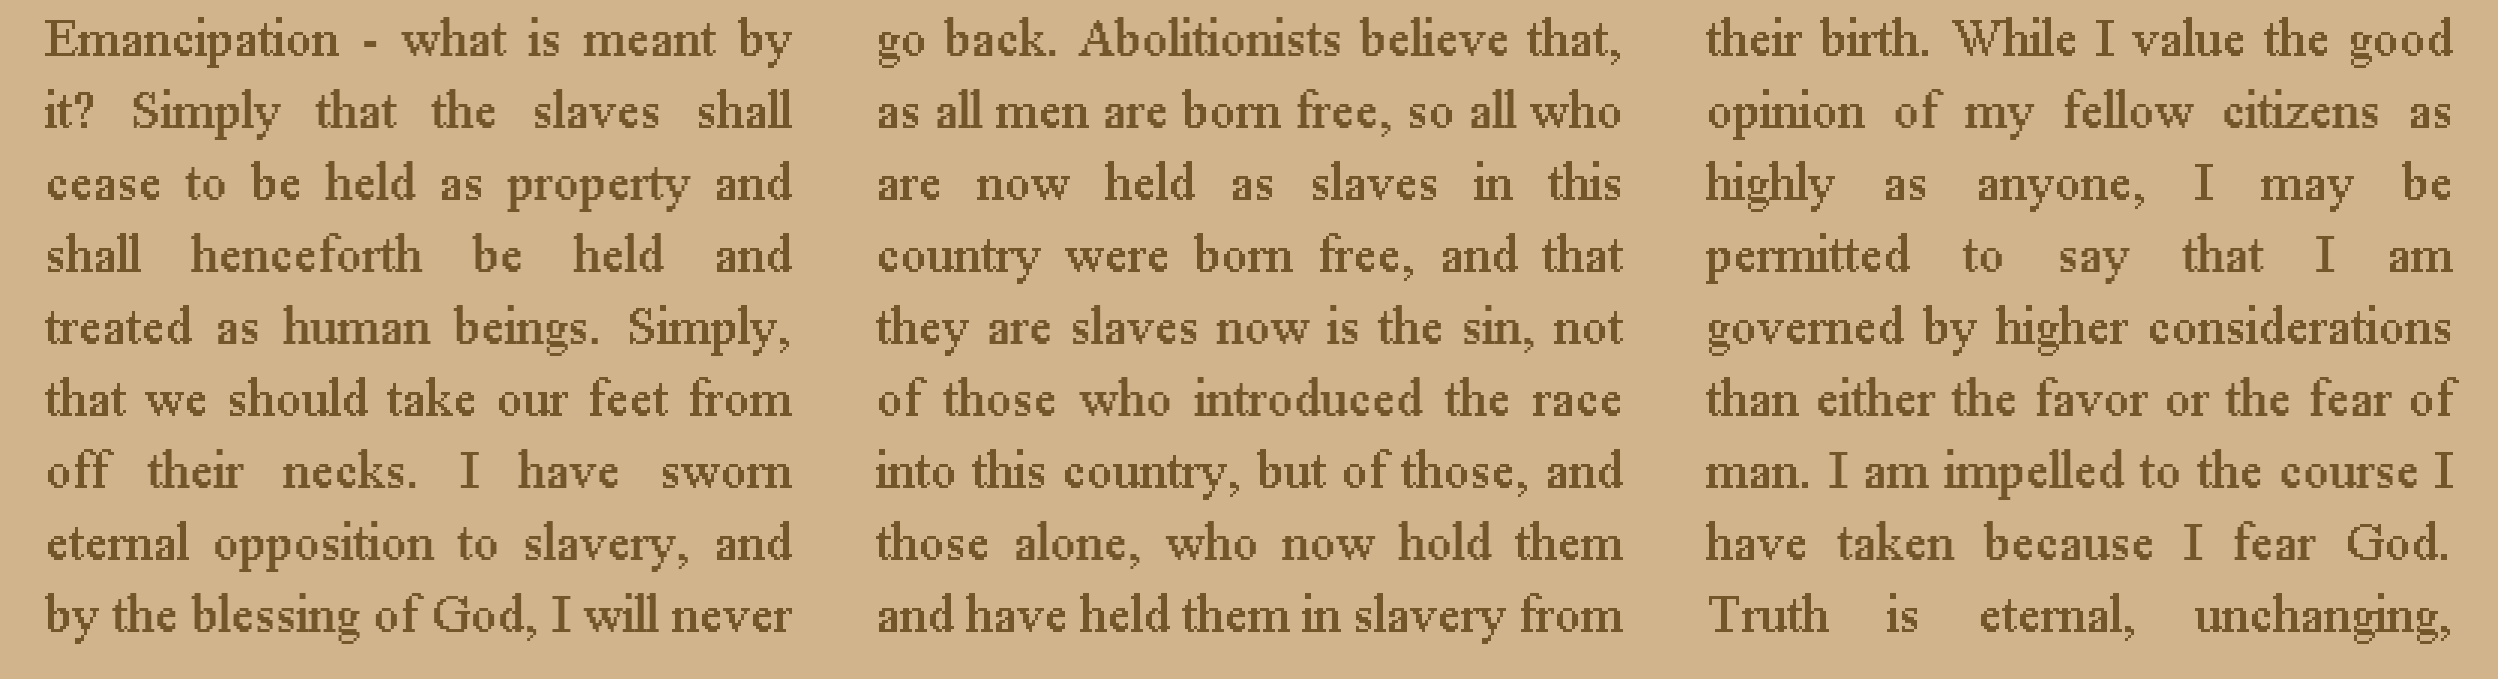 Emancipation - what is meant by
it? Simply that the slaves shall
cease to be held as property and
shall henceforth be held and
treated as human beings. Simply,
that we should take our feet from
off their necks. I have sworn
eternal opposition to slavery, and
by the blessing of God, I will never
go back. Abolitionists believe that,
as all men are born free, so all who
are now held as slaves in this
country were born free, and that
they are slaves now is the sin, not
of those who introduced the race
into this country, but of those, and
those alone, who now hold them
and have held them in slavery from
their birth. While I value the good
opinion of my fellow citizens as
highly as anyone, I may be
permitted to say that I am
governed by higher considerations
than either the favor or the fear of
man. I am impelled to the course I
have taken because I fear God.
Truth is eternal, unchanging,